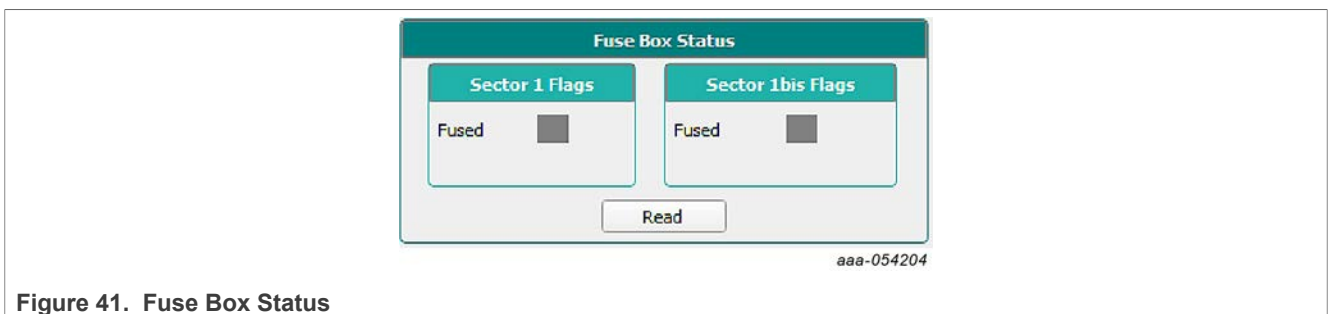 Fuse Box Status
Sector 1 Flags
Sector 1bis Flags
Fused
Fused
Read
aaa-054204
Figure 41. Fuse Box Status